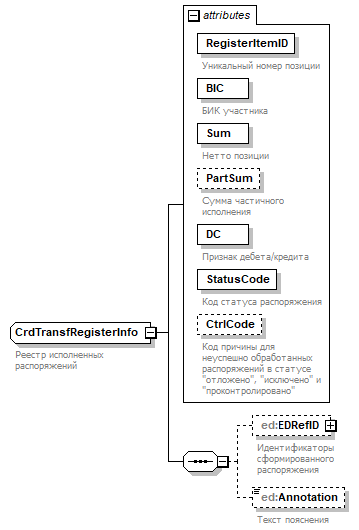 attributes
RegisterItemID
Уникальный номер позиции
BIC
БИК участника
Sum
Нетто позиции
PartSum
Сумма частичного
исполнения
DC
Признак дебета/кредита
StatusCode
Код статуса распоряжения
CtrlCode
Код причины для
неуспешно обработанных
распоряжений в статусе
"отложено", "исключено" и
"проконтролировано"
CrdTransfRegisterInfo
Реестр исполненных
распоряжений
ed:EDRefID
Идентификаторы
сформированного
распоряжения
ed:Annotation
Текст пояснения